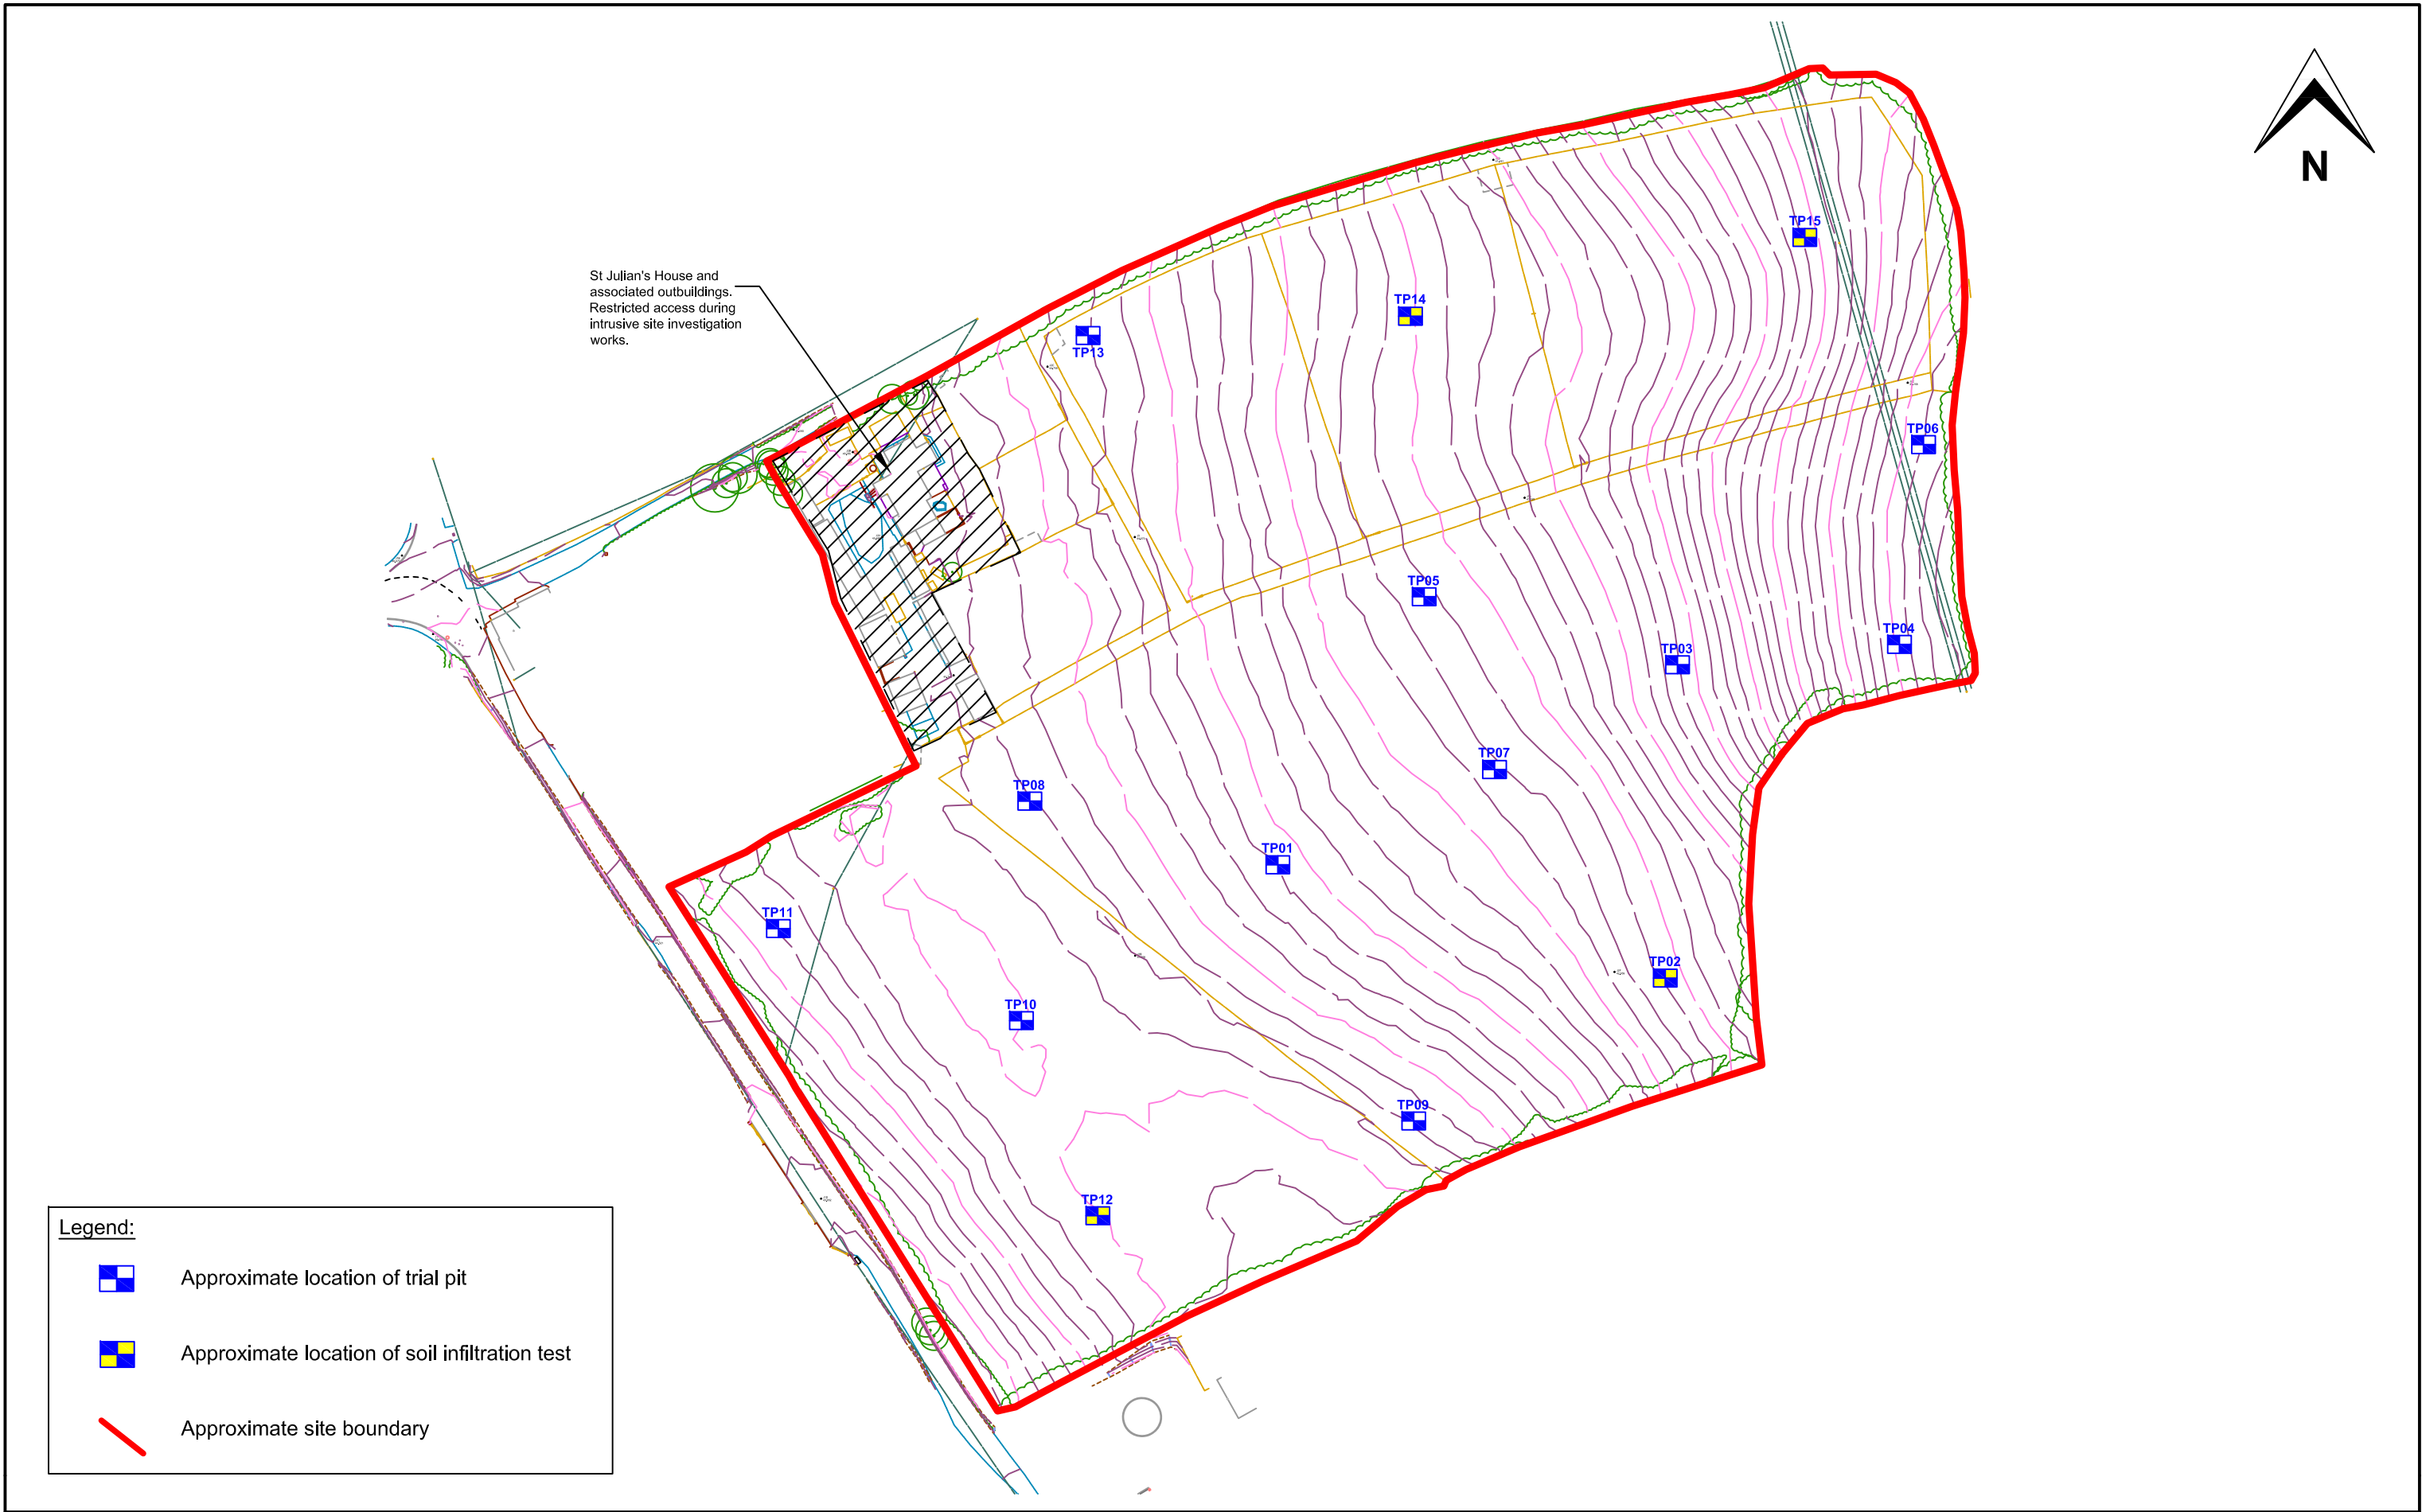 N
TP15
St Julian's House and
associated outbuildings.
Restricted access during
intrusive site investigation
works.
TP14
TP13
TP06
TP05
TP04
TP03
TP07
TP08
TP01
TP11
TP02
TP10
TP09
TP12
Legend:
Approximate location of trial pit
Approximate location of soil infiltration test
Approximate site boundary